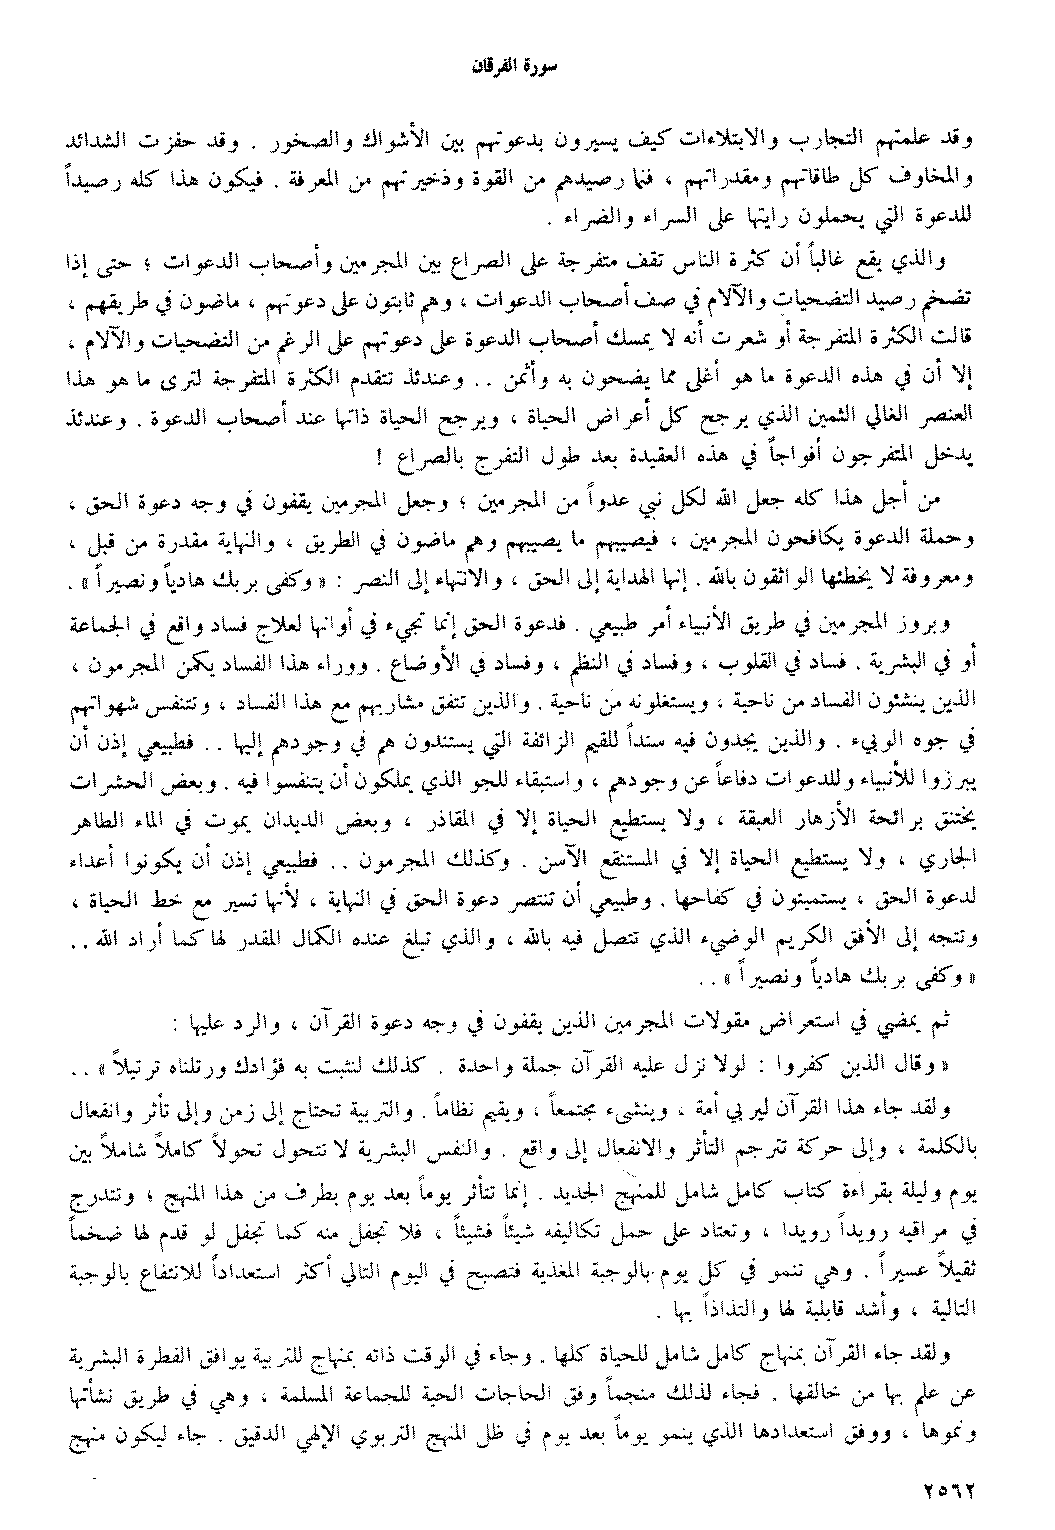 سورة الفرقان
وقد علمتهم التجارب والابتلاءات كيف يسيرون بدعوتهم بين الأشواك والصخور . وقد حفزت الشدائد
والمخاوف كل طاقاتهم ومقدراتهم ، فنما رصيدهم من القوة وذخيرتهم من المعرفة . فيكون هذا كله رصيداً
للدعوة التي يحملون رايتها على السراء والضراء .
والذي يقع غالباً أن كثرة الناس تقف متفرجة على الصراع بين المجرمين وأصحاب الدعوات ؛ حتى إذا
تضخم رصيد التضحيات والآلام في صف أصحاب الدعوات ، وهم ثابتون على دعوتهم ، ماضون في طريقهم ،
قالت الكثرة المتفرجة أو شعرت أنه لا يمسك أصحاب الدعوة على دعوتهم على الرغم من التضحيات والآلام ،
إلا أن في هذه الدعوة ما هو أغلى مما يضحون به وأثمن .. وعندئذ تتقدم الكثرة المتفرجة لترى ما هو هذا
العنصر الغالي الثمين الذي يرجح كل أعراض الحياة ، ويرجح الحياة ذاتها عند أصحاب الدعوة . وعندئذ
يدخل المتفرجون أفواجاً في هذه العقيدة بعد طول التفرج بالصراع !
من أجل هذا كله جعل الله لكل نبي عدواً من المجرمين ؛ وجعل المجرمين يقفون في وجه دعوة الحق ،
وحملة الدعوة يكافحون المجرمين ، فيصيبهم ما يصيبهم وهم ماضون في الطريق ، والنهاية مقدرة من قبل ،
ومعروفة لا يخطئها الواثقون بالله . إنها الهداية إلى الحق ، والانتهاء إلى النصر : « وكفى بربك هادياً ونصيراً » .
وبروز المجرمين في طريق الأنبياء أمر طبيعي . فدعوة الحق إنما تجيء في أوانها لعلاج فساد واقع في الجماعة
أو في البشرية . فساد في القلوب ، وفساد في النظم ، وفساد في الأوضاع . ووراء هذا الفساد يكمن المجرمون ،
الذين ينشئون الفساد من ناحية ، ويستغلونه من ناحية . والذين تتفق مشاربهم مع هذا الفساد ، وتتنفس شهواتهم
في جوه الوبيء . والذين يجدون فيه سنداً للقيم الزائفة التي يستندون هم في وجودهم إليها .. فطبيعي إذن أن
يبرزوا للأنبياء وللدعوات دفاعاً عن وجودهم ، واستبقاء للجو الذي يملكون أن يتنفسوا فيه . وبعض الحشرات
يختنق برائحة الأزهار العبقة ، ولا يستطيع الحياة إلا في المقاذر ، وبعض الديدان يموت في الماء الطاهر
الجاري ، ولا يستطيع الحياة إلا في المستنقع الآسن . وكذلك المجرمون .. فطبيعي إذن أن يكونوا أعداء
لدعوة الحق ، يستميتون في كفاحها . وطبيعي أن تنتصر دعوة الحق في النهاية ، لأنها تسير مع خط الحياة ،
وتتجه إلى الأفق الكريم الوضيء الذي تتصل فيه بالله ، والذي تبلغ عنده الكمال المقدر لها كما أراد الله ..
« وكفى بربك هادياً ونصيراً » ..
ثم يمضي في استعراض مقولات المجرمين الذين يقفون في وجه دعوة القرآن ، والرد عليها :
« وقال الذين كفروا : لولا نزل عليه القرآن جملة واحدة . كذلك لنثبت به فؤادك ورتلناه ترتيلاً » ..
ولقد جاء هذا القرآن ليربي أمة ، وينشىء مجتمعاً ، ويقيم نظاماً . والتربية تحتاج إلى زمن وإلى تأثر وانفعال
بالكلمة ، وإلى حركة تترجم التأثر والانفعال إلى واقع . والنفس البشرية لا تتحول تحولاً كاملاً شاملاً بين
يوم وليلة بقراءة كتاب كامل شامل للمنهج الجديد . إنما تتأثر يوماً بعد يوم بطرف من هذا المنهج ؛ وتتدرج
في مراقيه رويداً رويدا ، وتعتاد على حمل تكاليفه شيئاً فشيئاً ، فلا تجفل منه كما تجفل لو قدم لها ضخماً
ثقيلاً عسيراً . وهي تنمو في كل يوم بالوجبة المغذية فتصبح في اليوم التالي أكثر استعداداً للانتفاع بالوجبة
التالية ، وأشد قابلية لها والتذاذاً بها .
ولقد جاء القرآن بمنهاج كامل شامل للحياة كلها . وجاء في الوقت ذاته بمنهاج للتربية يوافق الفطرة البشرية
عن علم بها من خالقها . فجاء لذلك منجماً وفق الحاجات الحية للجماعة المسلمة ، وهي في طريق نشأتها
ونموها ، ووفق استعدادها الذي ينمو يوماً بعد يوم في ظل المنهج التربوي الإلهي الدقيق . جاء ليكون منهج
٢٥٦٢